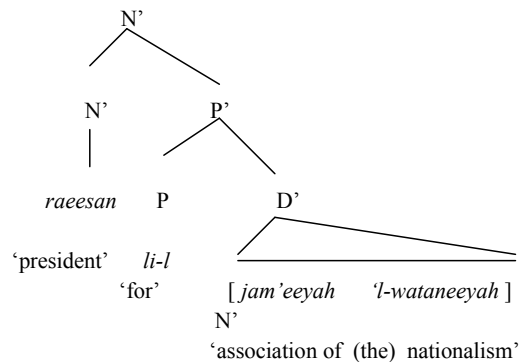 N’
N’ P’
raeesan P D’
‘president’ li-l
‘for’ [ jam’eeyah ‘l-wataneeyah ]
N’
‘association of (the) nationalism’